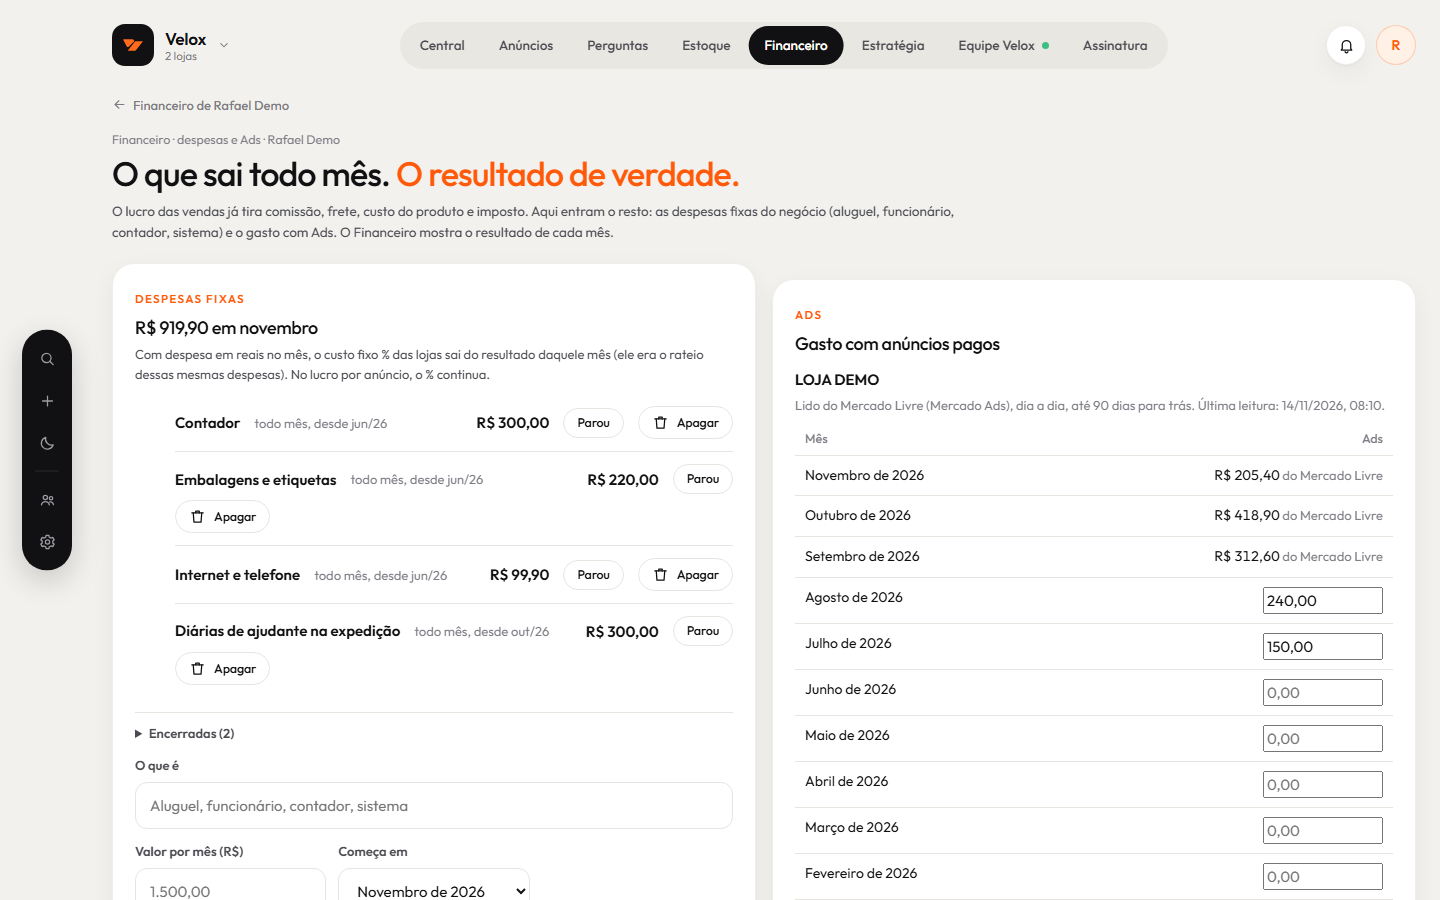 Velox
2 lojas
Central
Anúncios
Perguntas
Estoque
Financeiro
Estratégia
Equipe Velox
Assinatura
R
Financeiro de Rafael Demo
Financeiro · despesas e Ads · Rafael Demo
O que sai todo mês. O resultado de verdade.
O lucro das vendas já tira comissão, frete, custo do produto e imposto. Aqui entram o resto: as despesas fixas do negócio (aluguel, funcionário,
contador, sistema) e o gasto com Ads. O Financeiro mostra o resultado de cada mês.
DESPESAS FIXAS
R$ 919,90 em novembro
Com despesa em reais no mês, o custo fixo % das lojas sai do resultado daquele mês (ele era o rateio
dessas mesmas despesas). No lucro por anúncio, o % continua.
Contador todo mês, desde jun/26 R$ 300,00 Parou Apagar
Embalagens e etiquetas todo mês, desde jun/26 R$ 220,00 Parou
Apagar
Internet e telefone todo mês, desde jun/26 R$ 99,90 Parou Apagar
Diárias de ajudante na expedição todo mês, desde out/26 R$ 300,00 Parou
Apagar
Encerradas (2)
O que é
Aluguel, funcionário, contador, sistema
Valor por mês (R$) Começa em
1.500,00 Novembro de 2026
ADS
Gasto com anúncios pagos
LOJA DEMO
Lido do Mercado Livre (Mercado Ads), dia a dia, até 90 dias para trás. Última leitura: 14/11/2026, 08:10.
Mês Ads
Novembro de 2026 R$ 205,40 do Mercado Livre
Outubro de 2026 R$ 418,90 do Mercado Livre
Setembro de 2026 R$ 312,60 do Mercado Livre
Agosto de 2026 240,00
Julho de 2026 150,00
Junho de 2026 0,00
Maio de 2026 0,00
Abril de 2026 0,00
Março de 2026 0,00
Fevereiro de 2026 0,00